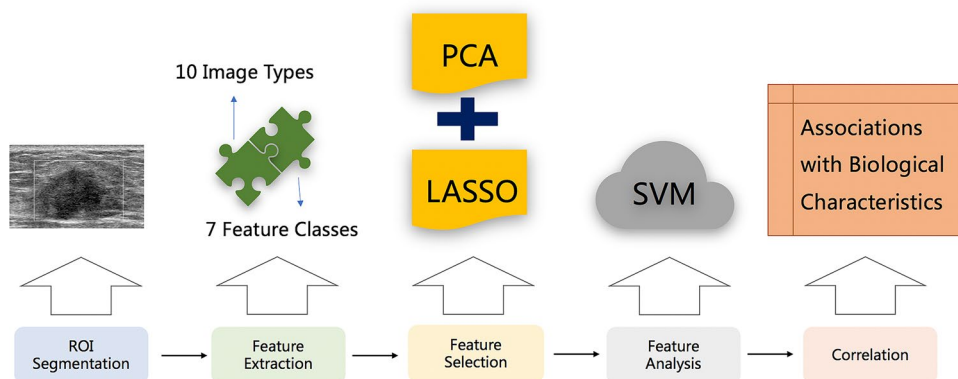 10 Image Types
7 Feature Classes
PCA
LASSO
SVM
Associations
with Biological
Characteristics
ROI
Segmentation
Feature
Extraction
Feature
Selection
Feature
Analysis
Correlation